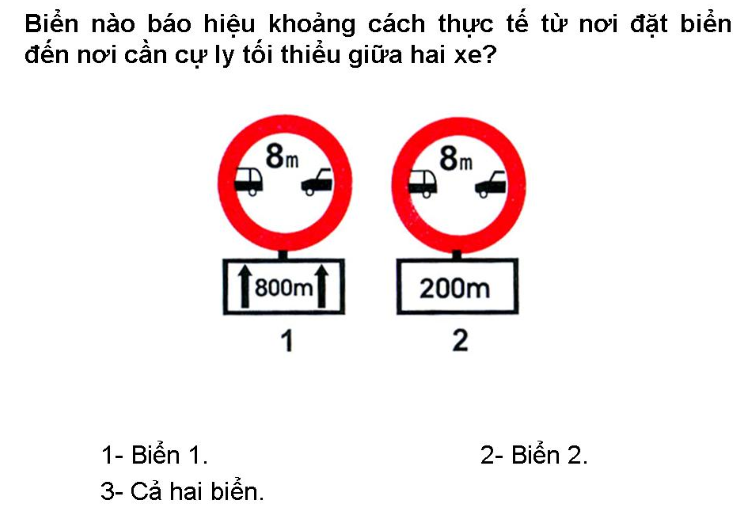 Biển nào báo hiệu khoảng cách thực tế từ nơi đặt biển
đến nơi cần cự ly tối thiểu giữa hai xe?
8m 8m
800m 200m
1 2
1- Biển 1. 2- Biển 2.
3- Cả hai biển.